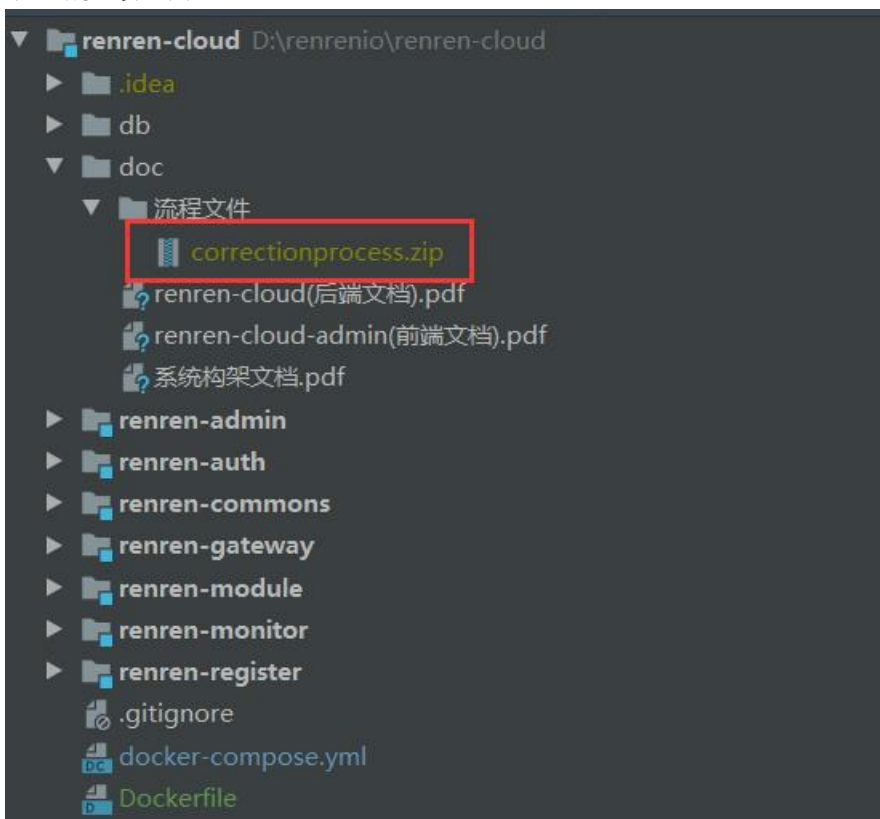 renren-cloud D:\renrenio\renren-cloud
.idea
db
doc
流程文件
correctionprocess.zip
renren-cloud(后端文档).pdf
renren-cloud-admin(前端文档).pdf
系统构架文档.pdf
renren-admin
renren-auth
renren-commons
renren-gateway
renren-module
renren-monitor
renren-register
.gitignore
DC docker-compose.yml
D Dockerfile